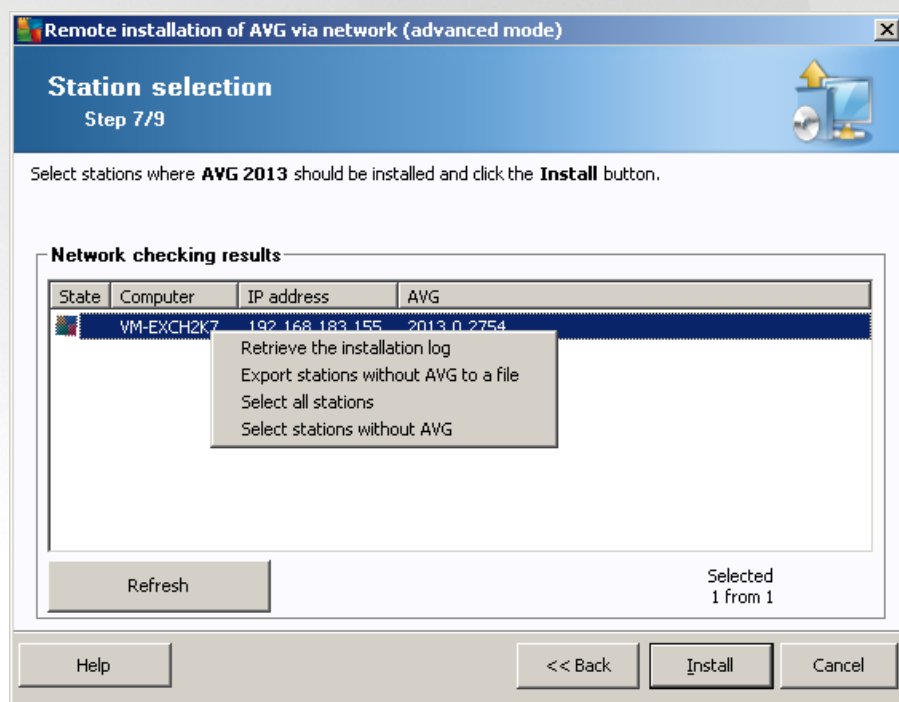 Remote installation of AVG via network (advanced mode)
Station selection
Step 7/9
Select stations where AVG 2013 should be installed and click the Install button.
Network checking results
State Computer IP address AVG
VM-EXCH2K7 192.168.183.155 2013.0.2754
Retrieve the installation log
Export stations without AVG to a file
Select all stations
Select stations without AVG
Refresh
Selected
1 from 1
Help << Back Install Cancel